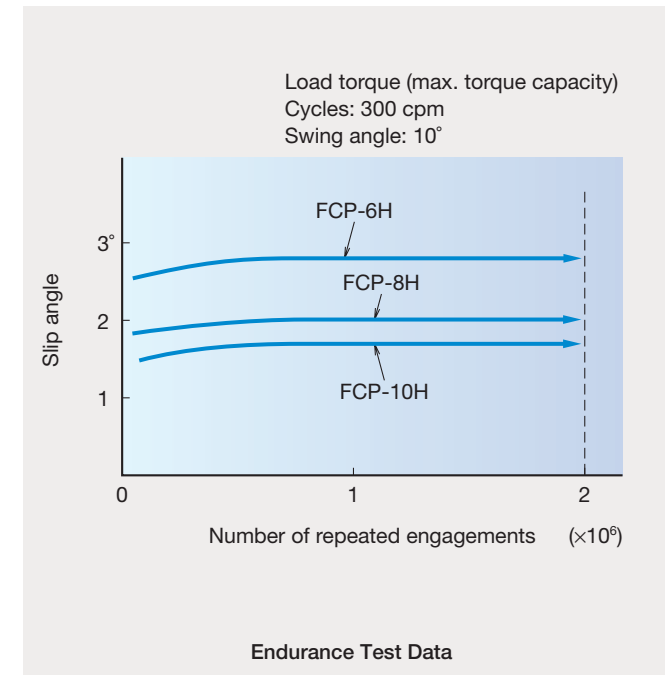 Load torque (max. torque capacity)
Cycles: 300 cpm
Swing angle: 10˚
FCP-6H
3˚
FCP-8H
2
FCP-10H
1
Slip angle
0 1 2
Number of repeated engagements (×10⁶)
Endurance Test Data